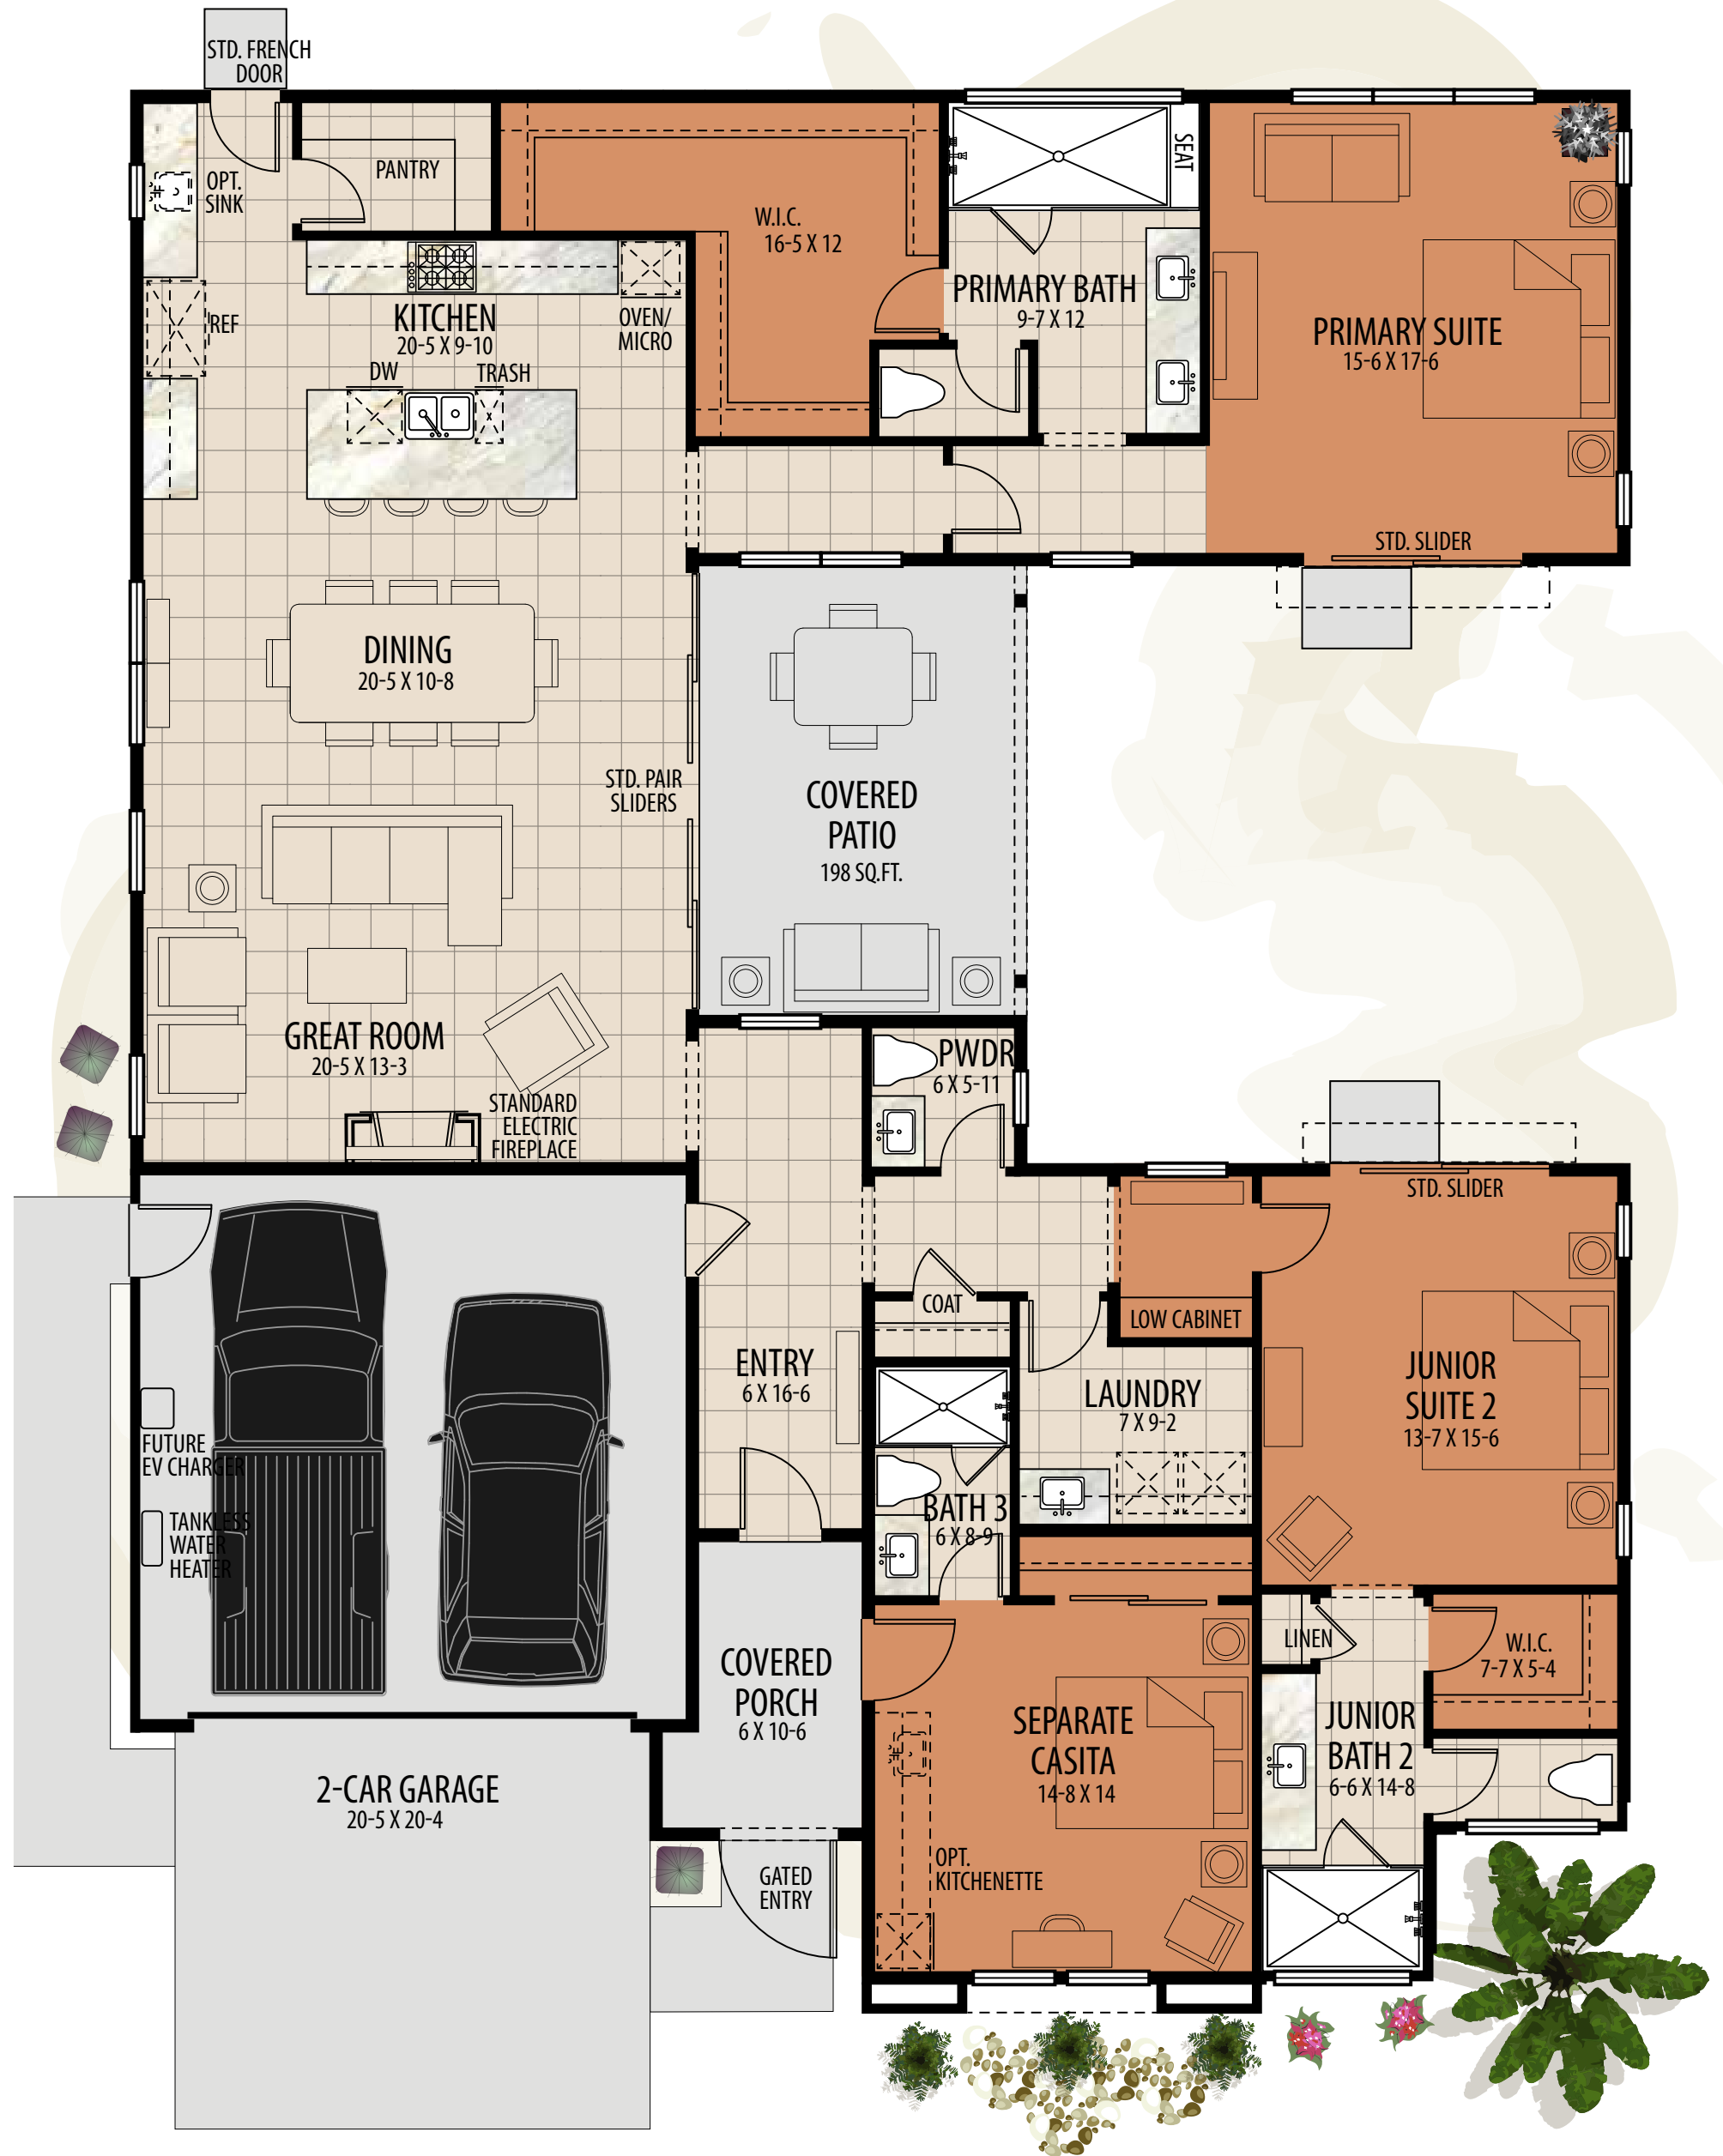 STD. FRENCH
DOOR
OPT.
SINK
PANTRY
W.I.C.
16-5 X 12
SEAT
PRIMARY BATH
9-7 X 12
PRIMARY SUITE
15-6 X 17-6
REF
KITCHEN
20-5 X 9-10
OVEN/
MICRO
DW
TRASH
STD. SLIDER
DINING
20-5 X 10-8
STD. PAIR
SLIDERS
COVERED
PATIO
198 SQ.FT.
GREAT ROOM
20-5 X 13-3
STANDARD
ELECTRIC
FIREPLACE
PWDR
6 X 5-11
STD. SLIDER
COAT
LOW CABINET
ENTRY
6 X 16-6
LAUNDRY
7 X 9-2
JUNIOR
SUITE 2
13-7 X 15-6
FUTURE
EV CHARGER
TANKLESS
WATER
HEATER
BATH 3
6 X 8-9
LINEN
W.I.C.
7-7 X 5-4
COVERED
PORCH
6 X 10-6
SEPARATE
CASITA
14-8 X 14
JUNIOR
BATH 2
6-6 X 14-8
2-CAR GARAGE
20-5 X 20-4
OPT.
KITCHENETTE
GATED
ENTRY